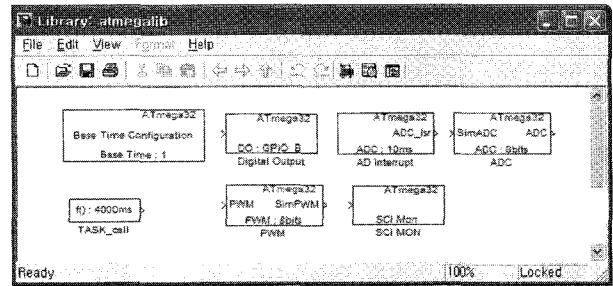 Library: atmegalib
File Edit View Format Help
ATmega32
Base Time Configuration
Base Time : 1
ATmega32
DO : GPIO_B
Digital Output
ATmega32
ADC_Isr
ADC : 10ms
AD Interrupt
ATmega32
SimADC ADC
ADC : 8bits
ADC
f() : 4000ms
TASK_call
ATmega32
PWM SimPWM
PWM : 8bits
PWM
ATmega32
SCI Mon
SCI MON
Ready 100% Locked